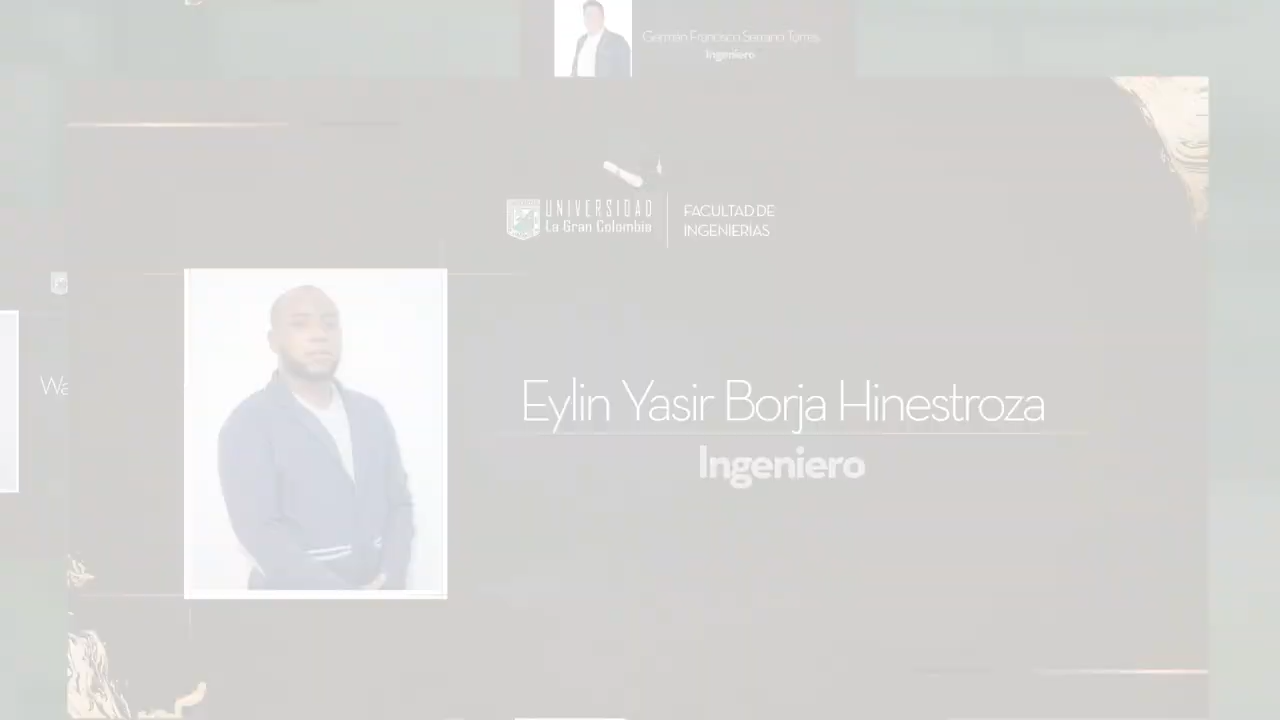 Germán Francisco Serrano Torres
Ingeniero
UNIVERSIDAD
La Gran Colombia
FACULTAD DE
INGENIERIAS
Eylin Yasir Borja Hinestroza
Ingeniero